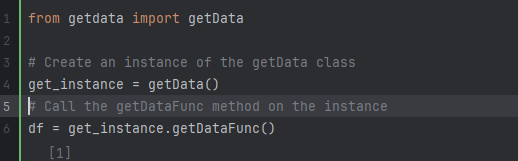 1 from getdata import getData
2
3 # Create an instance of the getData class
4 get_instance = getData()
5 # Call the getDataFunc method on the instance
6 df = get_instance.getDataFunc()
[1]